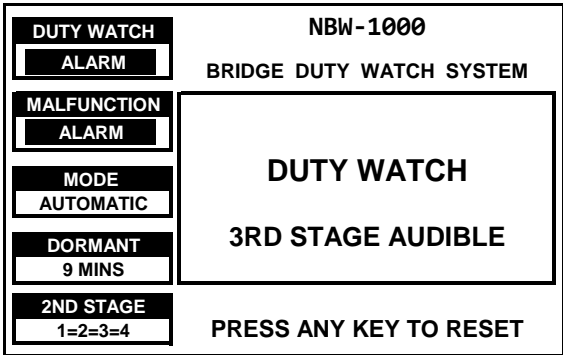 DUTY WATCH
ALARM
MALFUNCTION
ALARM
MODE
AUTOMATIC
DORMANT
9 MINS
2ND STAGE
1=2=3=4
NBW-1000
BRIDGE DUTY WATCH SYSTEM
DUTY WATCH
3RD STAGE AUDIBLE
PRESS ANY KEY TO RESET